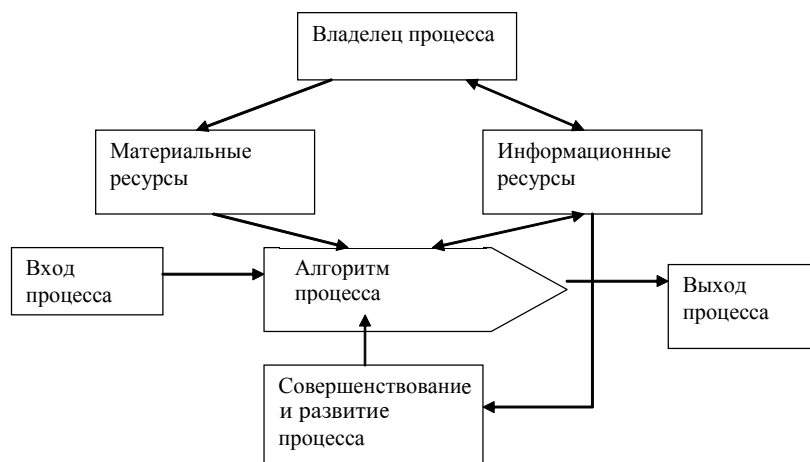 Владелец процесса
Материальные
ресурсы
Информационные
ресурсы
Вход
процесса
Алгоритм
процесса
Выход
процесса
Совершенствование
и развитие
процесса